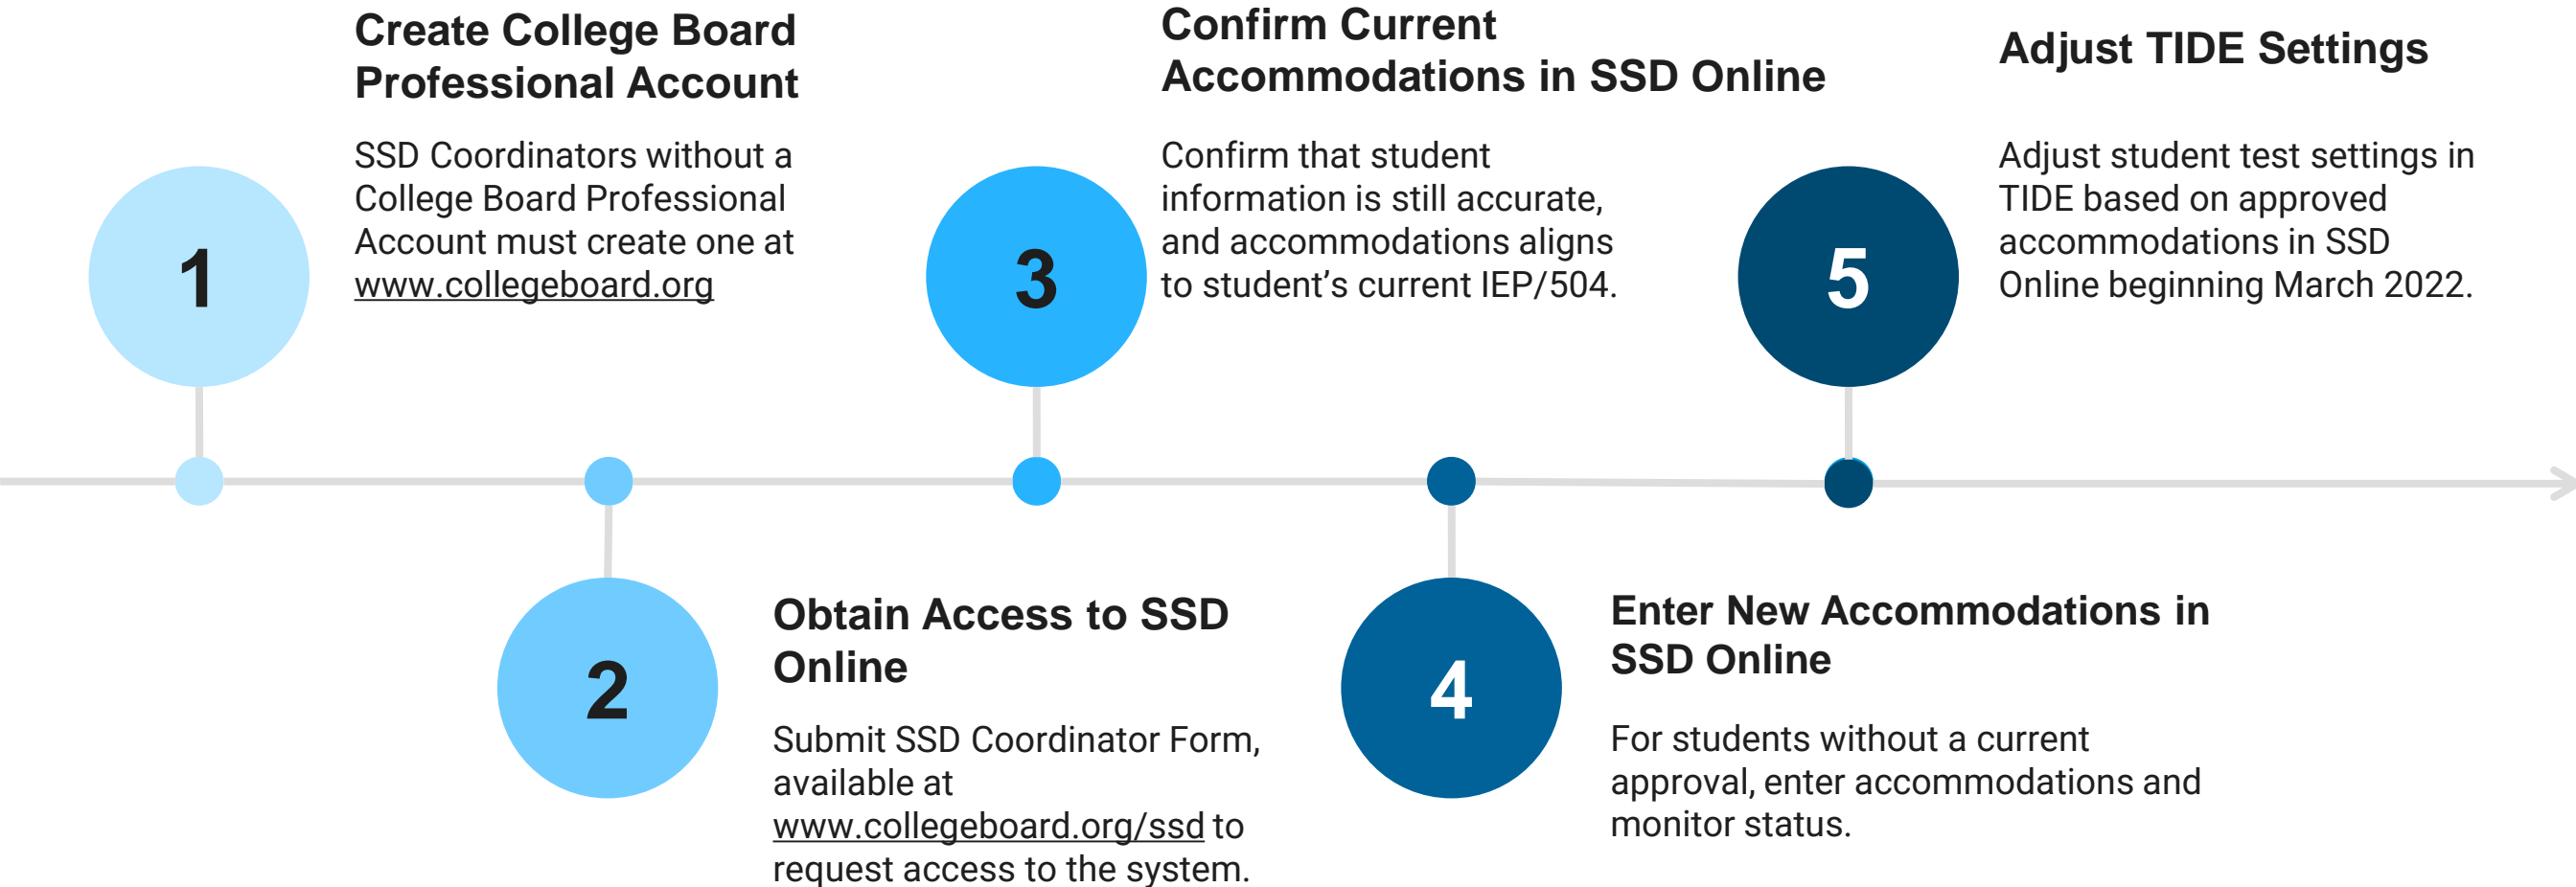 1
Create College Board
Professional Account
SSD Coordinators without a
College Board Professional
Account must create one at
www.collegeboard.org
2
Obtain Access to SSD
Online
Submit SSD Coordinator Form,
available at
www.collegeboard.org/ssd to
request access to the system.
3
Confirm Current
Accommodations in SSD Online
Confirm that student
information is still accurate,
and accommodations aligns
to student’s current IEP/504.
4
Enter New Accommodations in
SSD Online
For students without a current
approval, enter accommodations and
monitor status.
5
Adjust TIDE Settings
Adjust student test settings in
TIDE based on approved
accommodations in SSD
Online beginning March 2022.